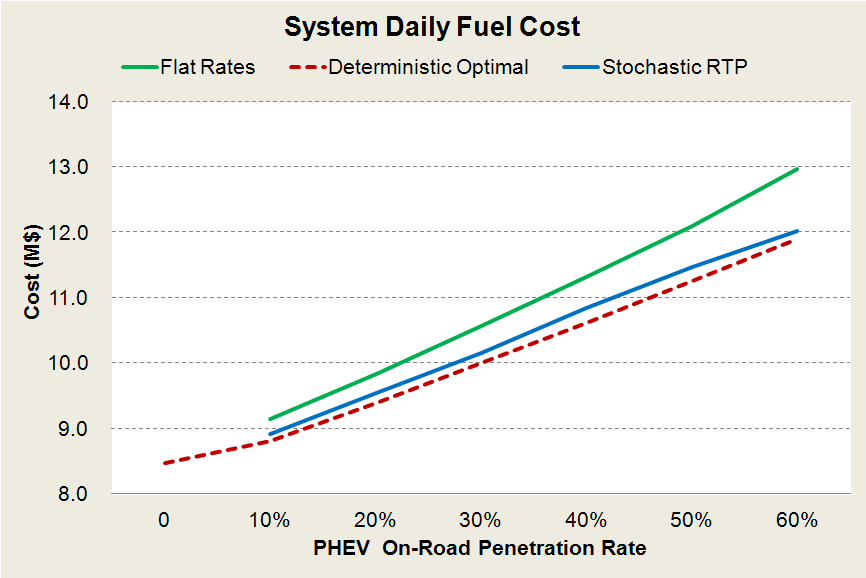 System Daily Fuel Cost
Flat Rates Deterministic Optimal Stochastic RTP
14.0
13.0
12.0
11.0
10.0
9.0
8.0
Cost (M$)
0 10% 20% 30% 40% 50% 60%
PHEV On-Road Penetration Rate